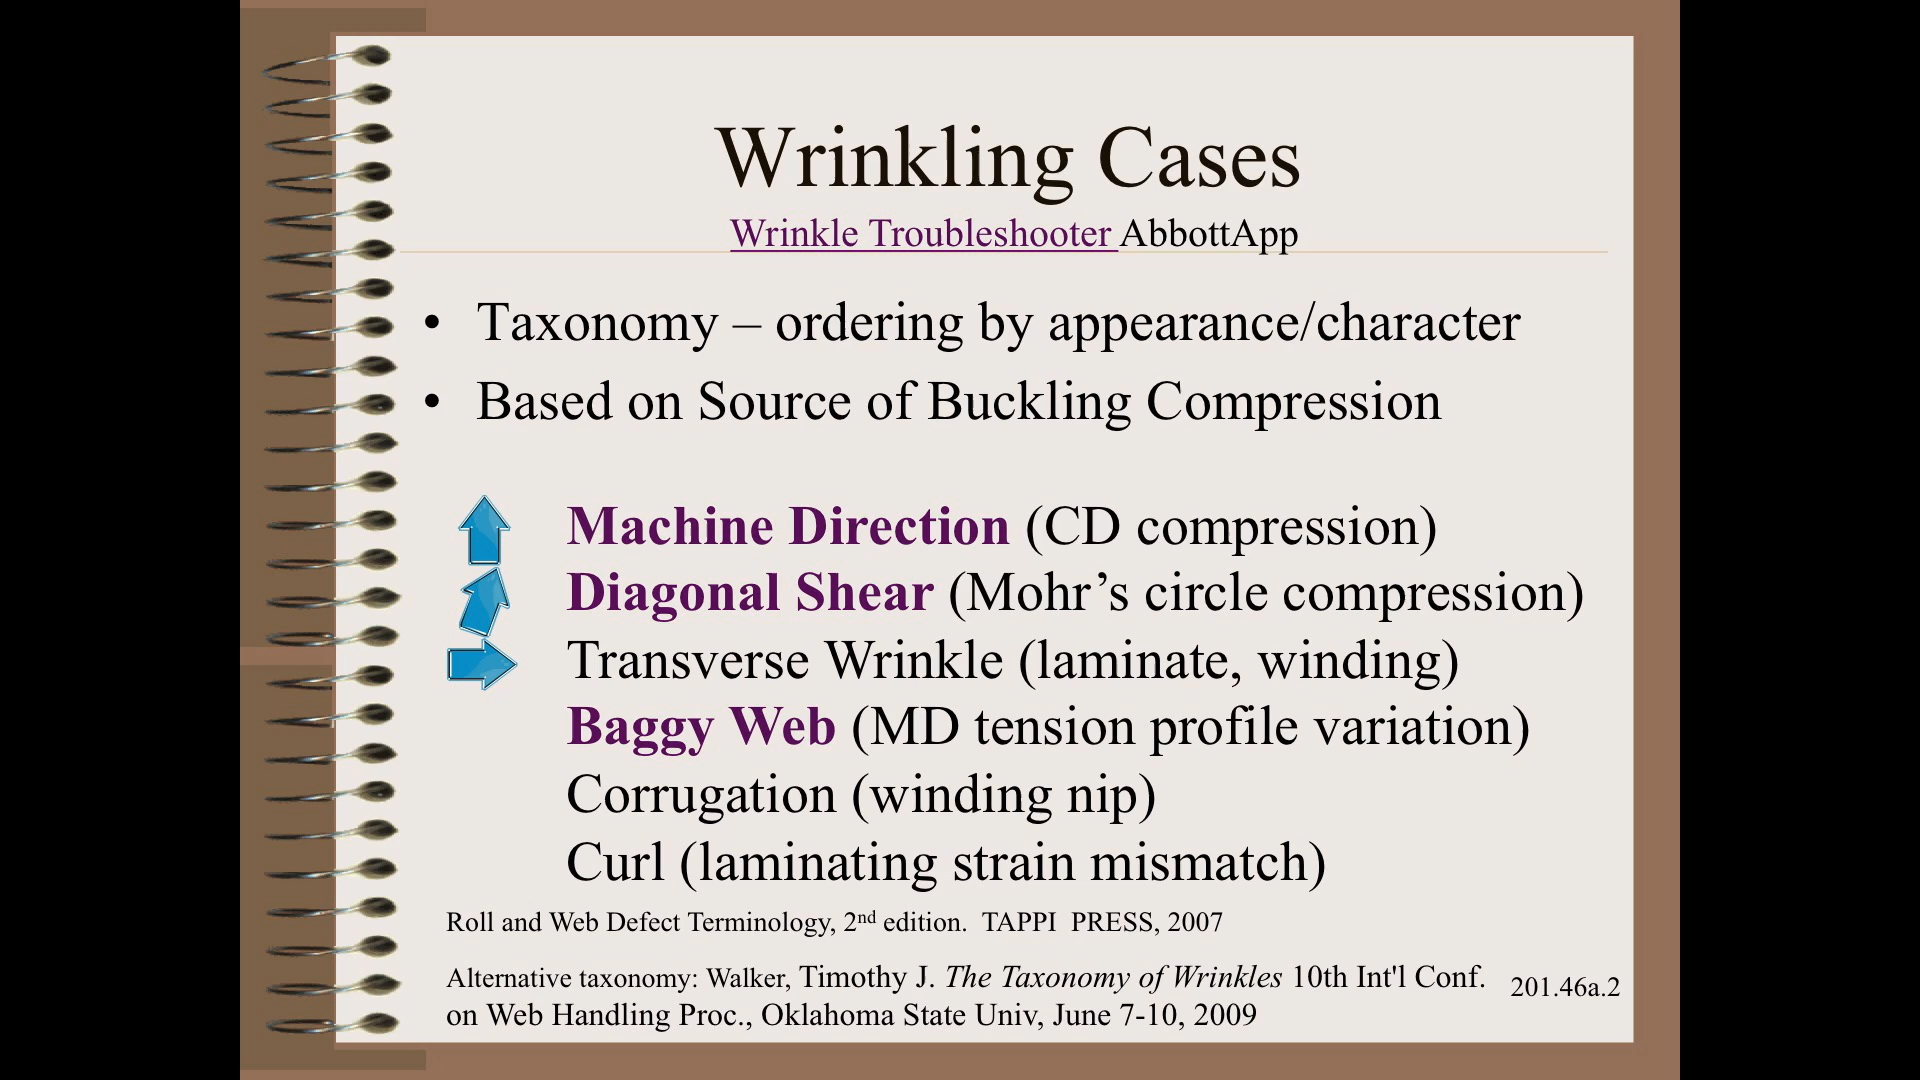 Wrinkling Cases
Wrinkle Troubleshooter AbbottApp
• Taxonomy – ordering by appearance/character
• Based on Source of Buckling Compression
Machine Direction (CD compression)
Diagonal Shear (Mohr’s circle compression)
Transverse Wrinkle (laminate, winding)
Baggy Web (MD tension profile variation)
Corrugation (winding nip)
Curl (laminating strain mismatch)
Roll and Web Defect Terminology, 2nd edition. TAPPI PRESS, 2007
Alternative taxonomy: Walker, Timothy J. The Taxonomy of Wrinkles 10th Int'l Conf.
on Web Handling Proc., Oklahoma State Univ, June 7-10, 2009
201.46a.2